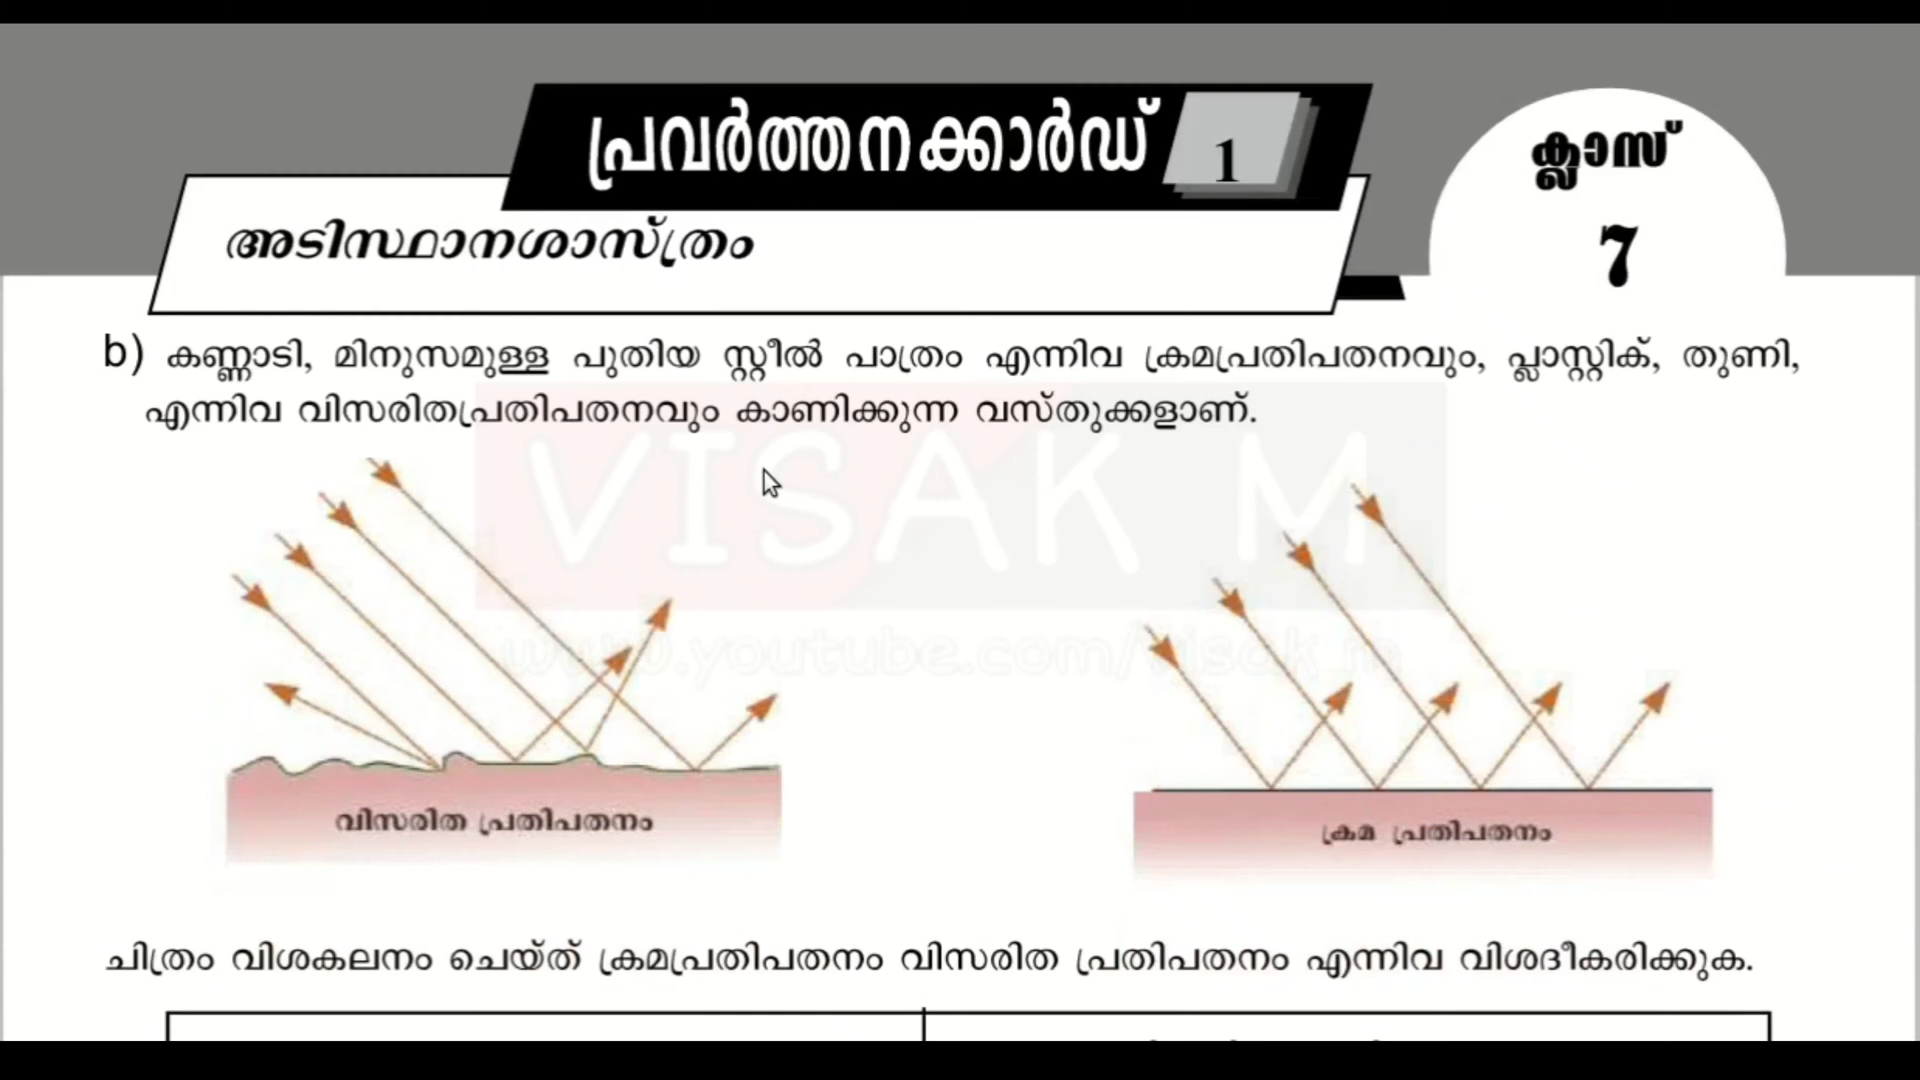 പ്രവർത്തനക്കാർഡ് 1
ക്ലാസ്
7
അടിസ്ഥാനശാസ്ത്രം
b) കണ്ണാടി, മിനുസമുള്ള പുതിയ സ്റ്റീൽ പാത്രം എന്നിവ ക്രമപ്രതിപതനവും, പ്ലാസ്റ്റിക്, തുണി,
എന്നിവ വിസരിതപ്രതിപതനവും കാണിക്കുന്ന വസ്തുക്കളാണ്.
VISAK M
www.youtube.com/visak m
വിസരിത പ്രതിപതനം
ക്രമ പ്രതിപതനം
ചിത്രം വിശകലനം ചെയ്ത് ക്രമപ്രതിപതനം വിസരിത പ്രതിപതനം എന്നിവ വിശദീകരിക്കുക.